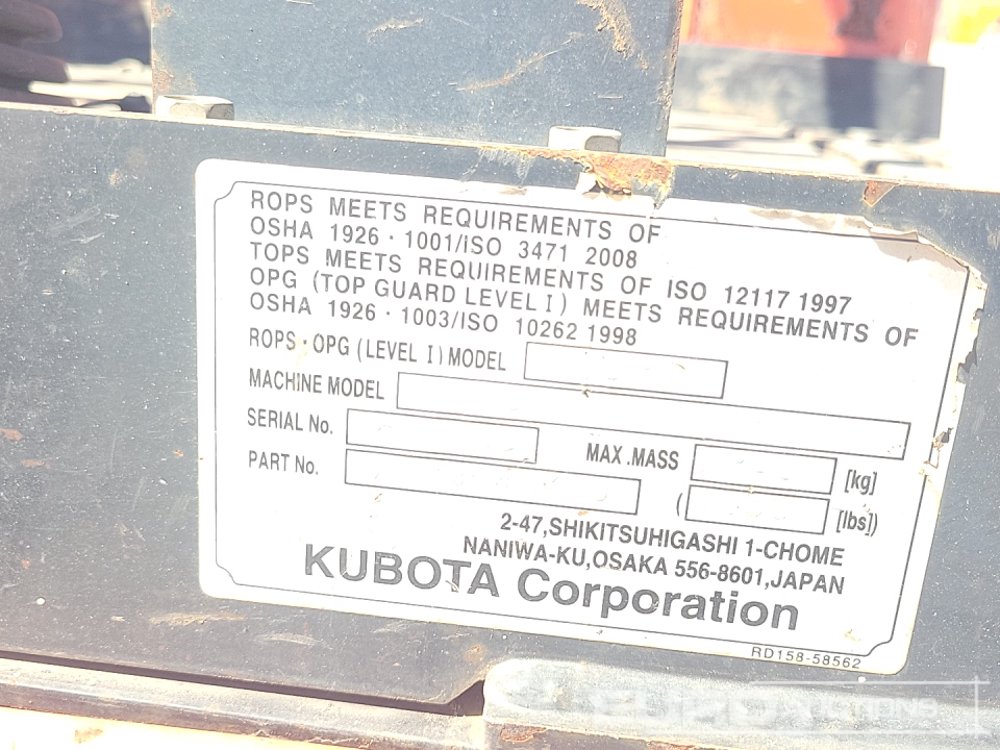 ROPS MEETS REQUIREMENTS OF
OSHA 1926・1001/ISO 3471 2008
TOPS MEETS REQUIREMENTS OF ISO 12117 1997
OPG (TOP GUARD LEVEL I) MEETS REQUIREMENTS OF
OSHA 1926・1003/ISO 10262 1998
ROPS・OPG (LEVEL I) MODEL
MACHINE MODEL
SERIAL No.
MAX.MASS [kg]
PART No.
( [lbs])
2-47,SHIKITSUHIGASHI 1-CHOME
NANIWA-KU,OSAKA 556-8601,JAPAN
KUBOTA Corporation
RD158-58562
EURO AUCTIONS